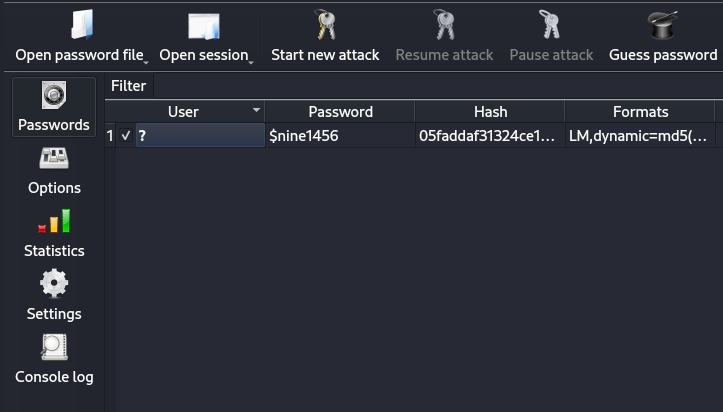 Open password file Open session Start new attack Resume attack Pause attack Guess password
Filter
Passwords
Options
Statistics
Settings
Console log
User Password Hash Formats
1 ? $nine1456 05faddaf31324ce1... LM,dynamic=md5(...